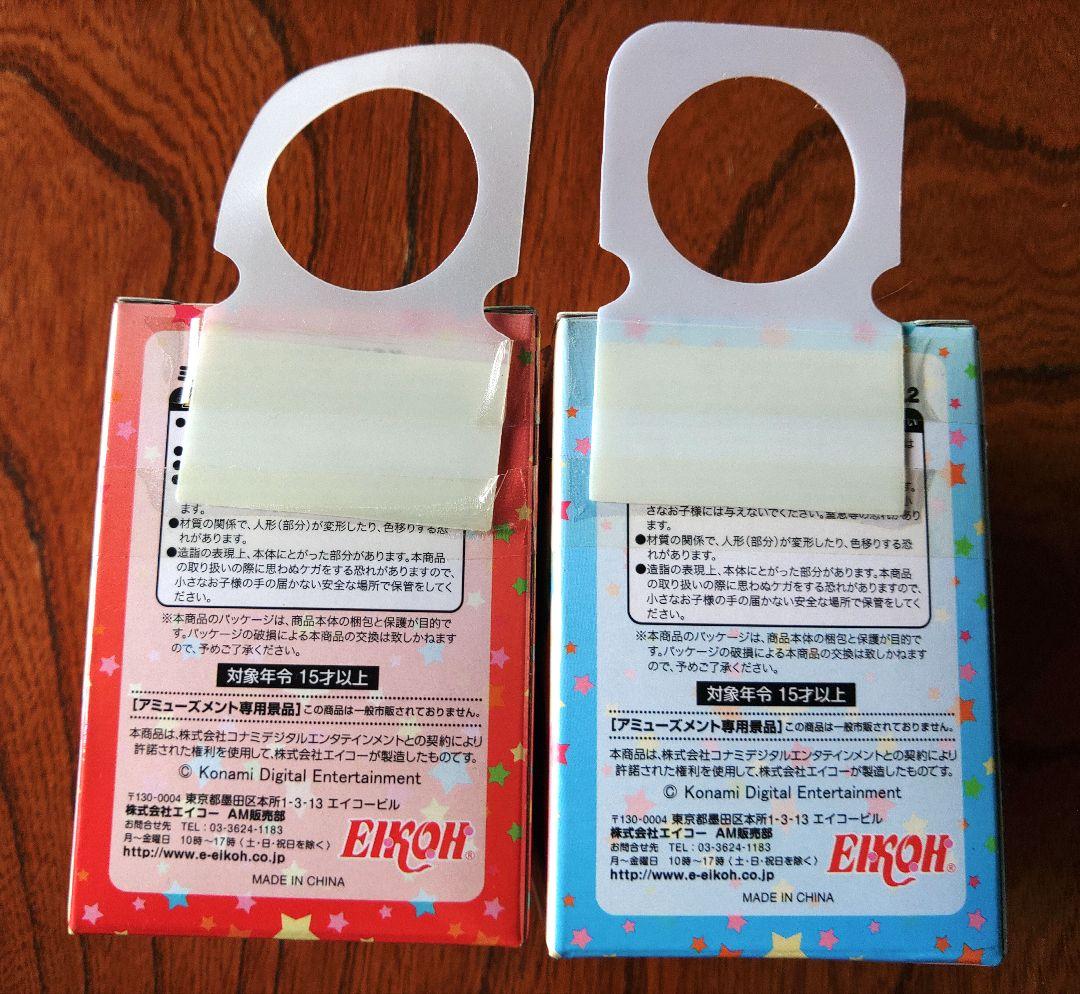 ます。
●材質の関係で、人形(部分)が変形したり、色移りする恐
れがあります。
●造詣の表現上、本体にとがった部分があります。本商品
の取り扱いの際に思わぬケガをする恐れがありますので、
小さなお子様の手の届かない安全な場所で保管をしてく
ださい。
※本商品のパッケージは、商品本体の梱包と保護が目的で
す。パッケージの破損による本商品の交換は致しかねます
ので、予めご了承ください。
対象年令 15才以上
[アミューズメント専用景品]この商品は一般市販されておりません。
本商品は、株式会社コナミデジタルエンタテインメントとの契約により
許諾された権利を使用して、株式会社エイコーが製造したものです。
© Konami Digital Entertainment
〒130-0004 東京都墨田区本所1-3-13 エイコービル
株式会社エイコー AM販売部
お問合せ先 TEL:03-3624-1183
月〜金曜日 10時〜17時(土・日・祝日を除く)
http://www.e-eikoh.co.jp
EIKOH®
MADE IN CHINA
2
い
は
す。
さなお子様には与えないでください。窒息等の恐れがあり
ます。
●材質の関係で、人形(部分)が変形したり、色移りする恐
れがあります。
●造詣の表現上、本体にとがった部分があります。本商品
の取り扱いの際に思わぬケガをする恐れがありますので、
小さなお子様の手の届かない安全な場所で保管をしてく
ださい。
※本商品のパッケージは、商品本体の梱包と保護が目的で
す。パッケージの破損による本商品の交換は致しかねます
ので、予めご了承ください。
対象年令 15才以上
[アミューズメント専用景品]この商品は一般市販されておりません。
本商品は、株式会社コナミデジタルエンタテインメントとの契約により
許諾された権利を使用して、株式会社エイコーが製造したものです。
© Konami Digital Entertainment
〒130-0004 東京都墨田区本所1-3-13 エイコービル
株式会社エイコー AM販売部
お問合せ先 TEL:03-3624-1183
月〜金曜日 10時〜17時(土・日・祝日を除く)
http://www.e-eikoh.co.jp
EIKOH®
MADE IN CHINA